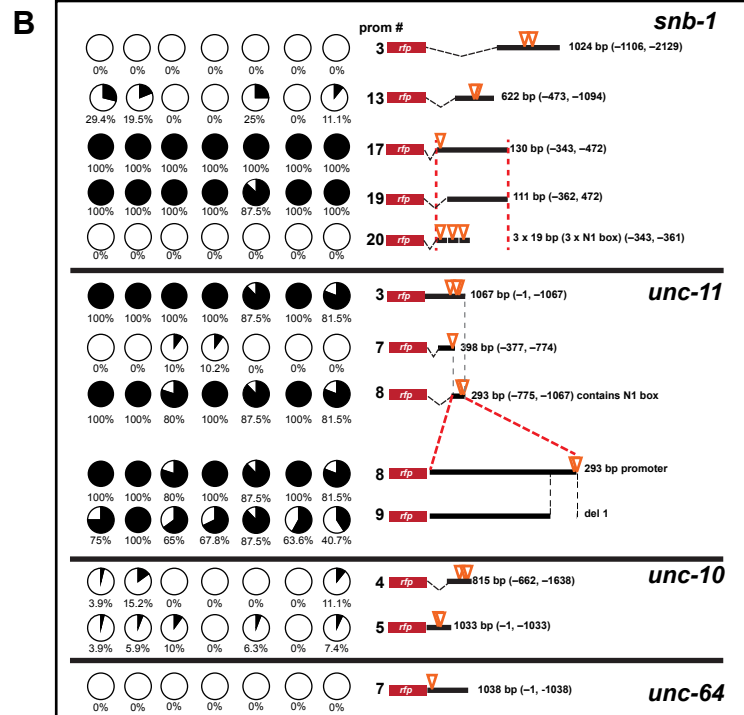 B
snb-1
prom #
3 rfp 1024 bp (−1106, −2129)
0% 0% 0% 0% 0% 0% 0%
13 rfp 622 bp (−473, −1094)
29.4% 19.5% 0% 0% 25% 0% 11.1%
17 rfp 130 bp (−343, −472)
100% 100% 100% 100% 100% 100% 100%
19 rfp 111 bp (−362, 472)
100% 100% 100% 100% 87.5% 100% 100%
20 rfp 3 x 19 bp (3 x N1 box) (−343, −361)
0% 0% 0% 0% 0% 0% 0%
unc-11
3 rfp 1067 bp (−1, −1067)
100% 100% 100% 100% 87.5% 100% 81.5%
7 rfp 398 bp (−377, −774)
0% 0% 10% 10.2% 0% 0% 0%
8 rfp 293 bp (−775, −1067) contains N1 box
100% 100% 80% 100% 87.5% 100% 81.5%
8 rfp 293 bp promoter
100% 100% 80% 100% 87.5% 100% 81.5%
9 rfp del 1
75% 100% 65% 67.8% 87.5% 63.6% 40.7%
unc-10
4 rfp 815 bp (−662, −1638)
3.9% 15.2% 0% 0% 0% 0% 11.1%
5 rfp 1033 bp (−1, −1033)
3.9% 5.9% 10% 0% 6.3% 0% 7.4%
7 rfp 1038 bp (−1, -1038)
unc-64
0% 0% 0% 0% 0% 0% 0%